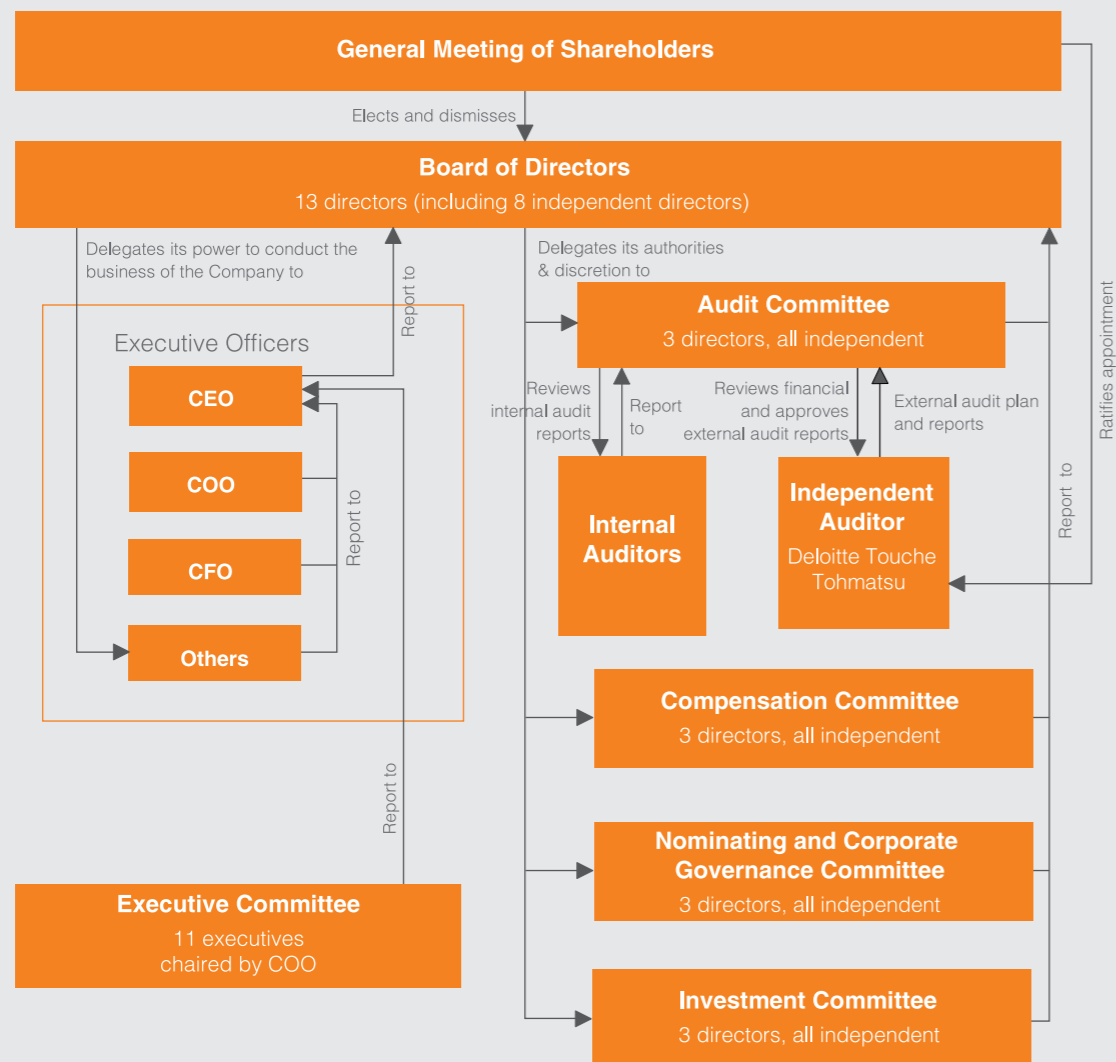 General Meeting of Shareholders
Elects and dismisses
Board of Directors
13 directors (including 8 independent directors)
Delegates its power to conduct the
business of the Company to
Report to
Delegates its authorities
& discretion to
Ratifies appointment
Executive Officers
CEO
COO
CFO
Others
Report to
Audit Committee
3 directors, all independent
Reviews
internal audit
reports
Report
to
Reviews financial
and approves
external audit reports
External audit plan
and reports
Internal
Auditors
Independent
Auditor
Deloitte Touche
Tohmatsu
Report to
Compensation Committee
3 directors, all independent
Report to
Nominating and Corporate
Governance Committee
3 directors, all independent
Executive Committee
11 executives
chaired by COO
Investment Committee
3 directors, all independent